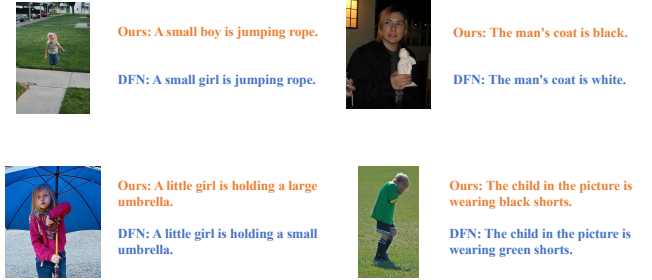 Ours: A small boy is jumping rope.
DFN: A small girl is jumping rope.
Ours: The man's coat is black.
DFN: The man's coat is white.
Ours: A little girl is holding a large
umbrella.
DFN: A little girl is holding a small
umbrella.
Ours: The child in the picture is
wearing black shorts.
DFN: The child in the picture is
wearing green shorts.